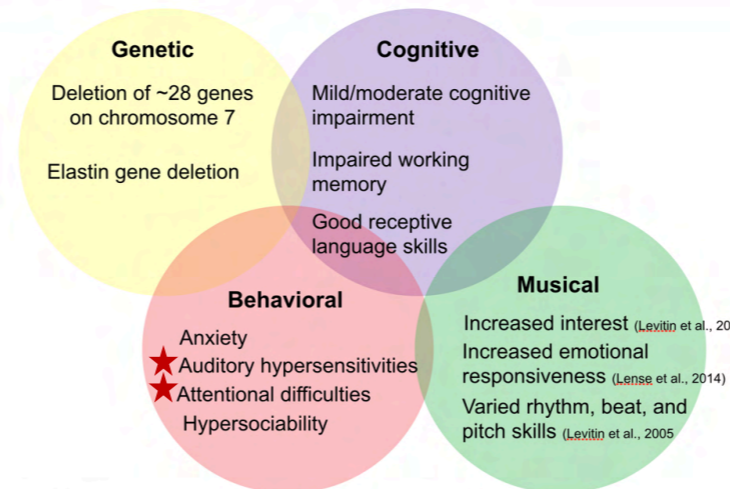 Genetic
Deletion of ~28 genes
on chromosome 7
Elastin gene deletion
Cognitive
Mild/moderate cognitive
impairment
Impaired working
memory
Good receptive
language skills
Behavioral
Anxiety
Auditory hypersensitivities
Attentional difficulties
Hypersociability
Musical
Increased interest (Levitin et al., 20
Increased emotional
responsiveness (Lense et al., 2014)
Varied rhythm, beat, and
pitch skills (Levitin et al., 2005